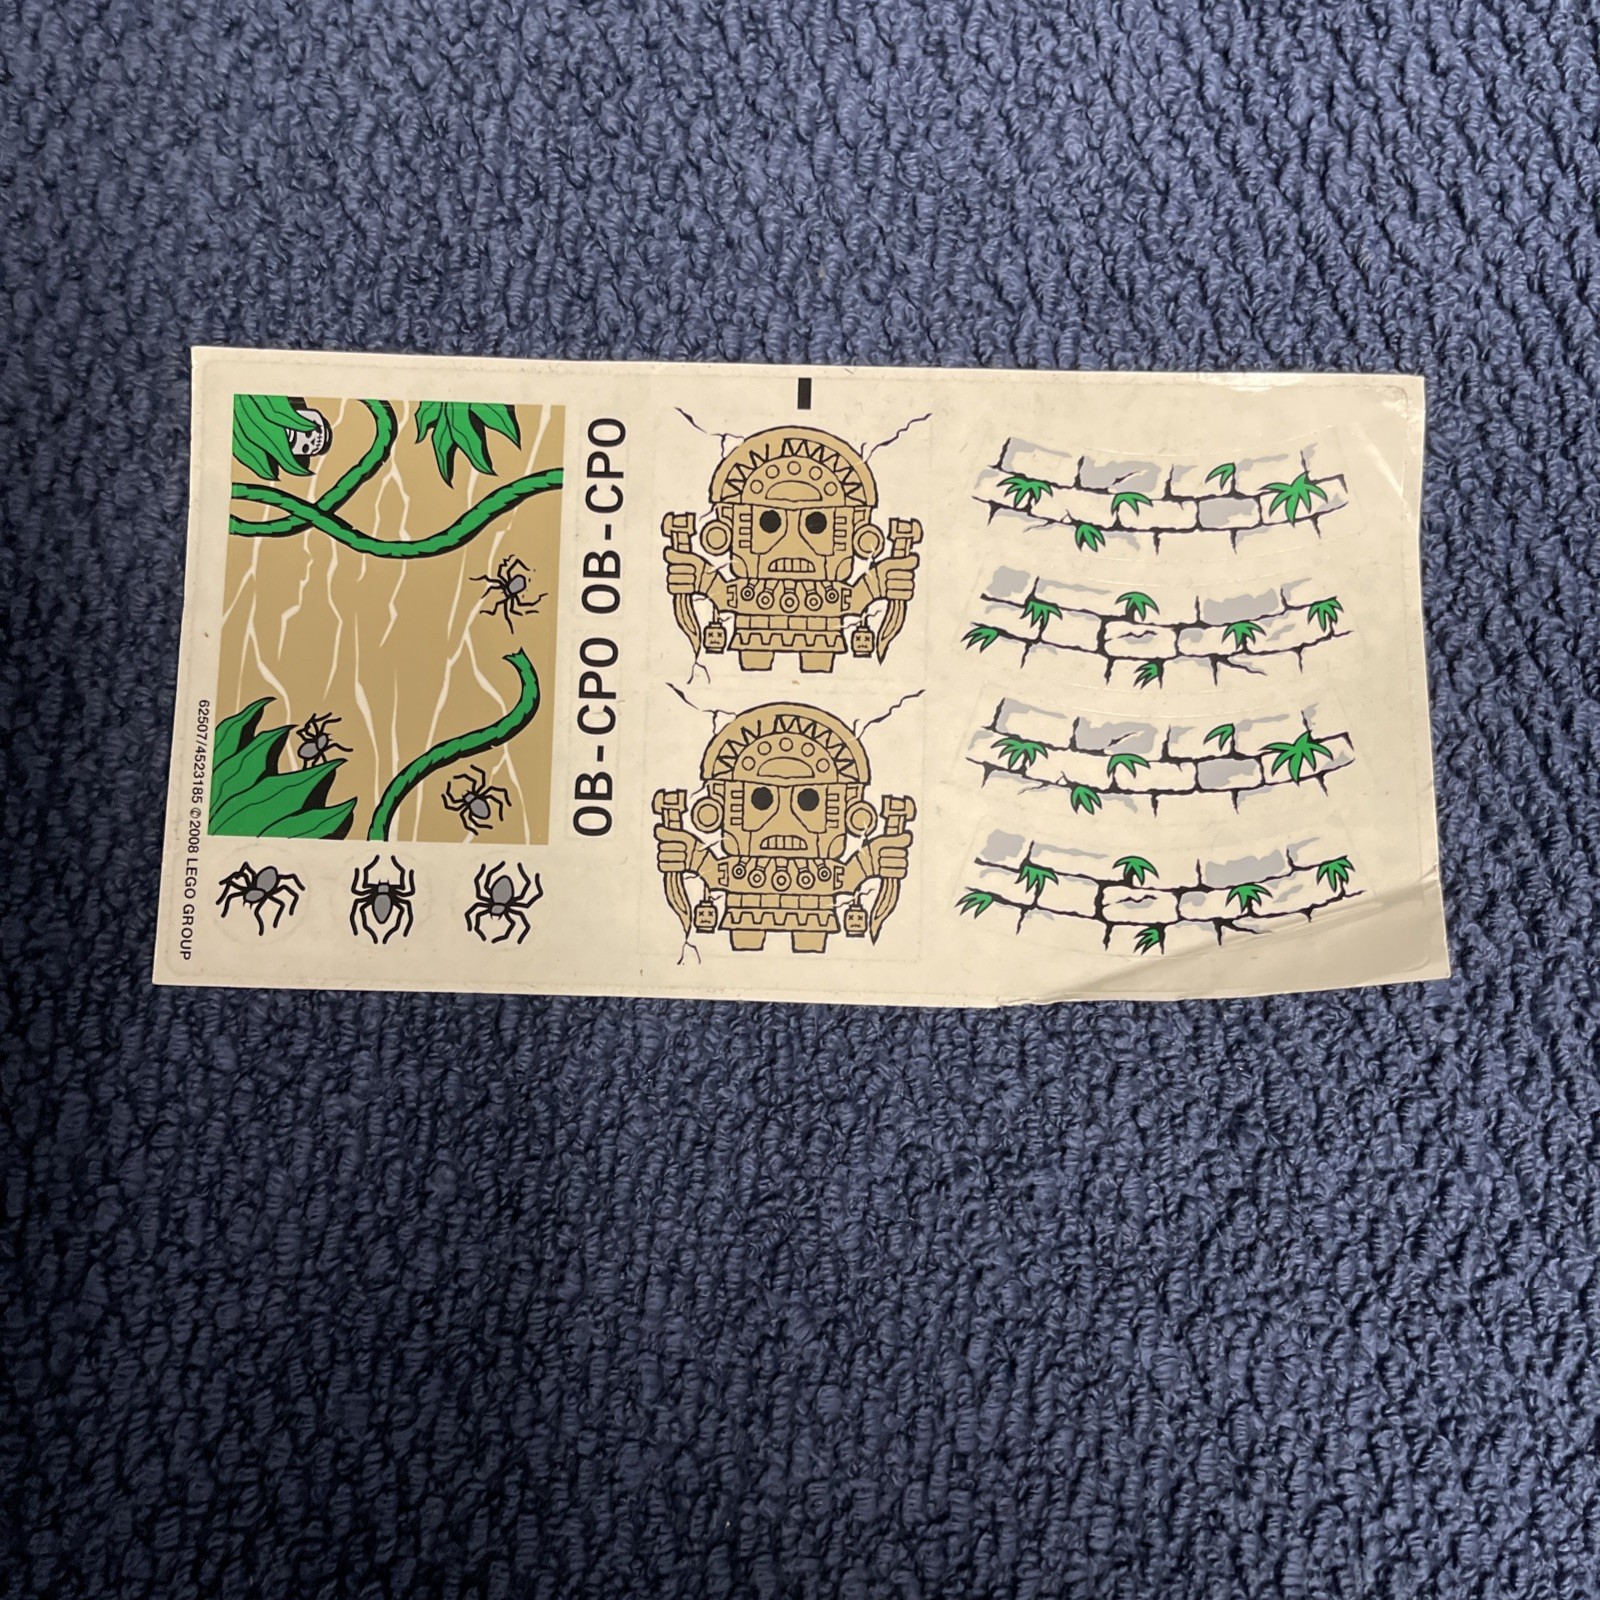 62507/4523185 © 2008 LEGO GROUP
OB-CPO OB-CPO